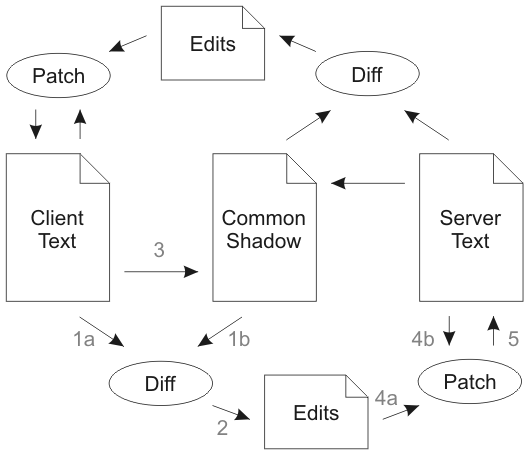 Edits
Patch
Diff
Client
Text
Common
Shadow
Server
Text
3
1a
1b
4b
5
Diff
Patch
2
Edits
4a